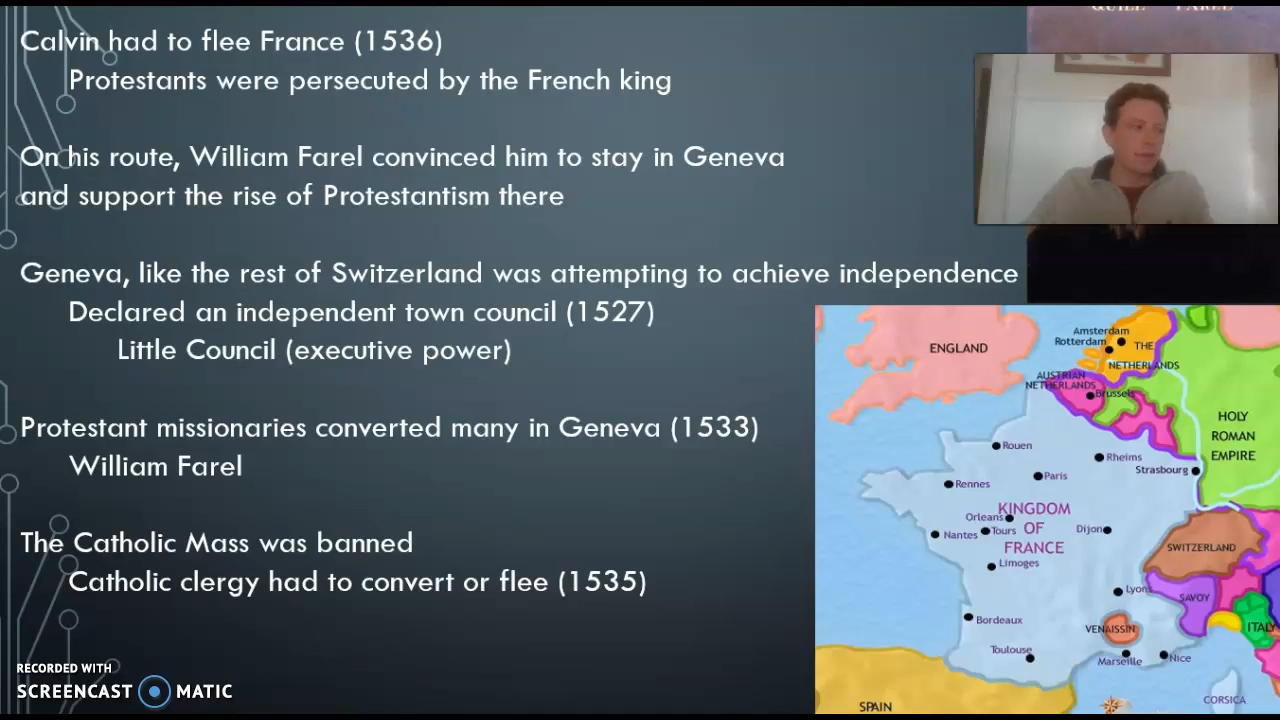 Calvin had to flee France (1536)
Protestants were persecuted by the French king
On his route, William Farel convinced him to stay in Geneva
and support the rise of Protestantism there
Geneva, like the rest of Switzerland was attempting to achieve independence
Declared an independent town council (1527)
Little Council (executive power)
Protestant missionaries converted many in Geneva (1533)
William Farel
The Catholic Mass was banned
Catholic clergy had to convert or flee (1535)
RECORDED WITH
SCREENCAST MATIC
ENGLAND
Amsterdam
Rotterdam
THE
NETHERLANDS
AUSTRIAN
NETHERLANDS
Brussels
HOLY
ROMAN
EMPIRE
Rouen
Rheims
Strasbourg
Paris
Rennes
KINGDOM
OF
FRANCE
Orleans
Tours
Nantes
Dijon
SWITZERLAND
Limoges
Lyons
SAVOY
Bordeaux
VENAISSIN
ITALY
Toulouse
Marseille
Nice
SPAIN
CORSICA